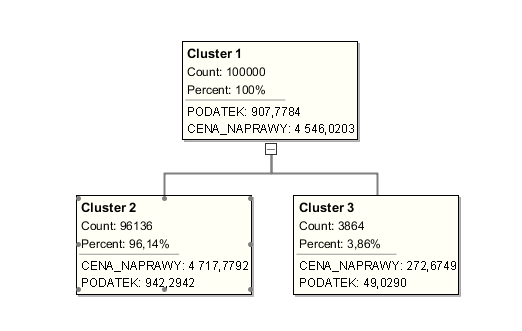 Cluster 1
Count: 100000
Percent: 100%
PODATEK: 907,7784
CENA_NAPRAWY: 4 546,0203
Cluster 2
Count: 96136
Percent: 96,14%
CENA_NAPRAWY: 4 717,7792
PODATEK: 942,2942
Cluster 3
Count: 3864
Percent: 3,86%
CENA_NAPRAWY: 272,6749
PODATEK: 49,0290